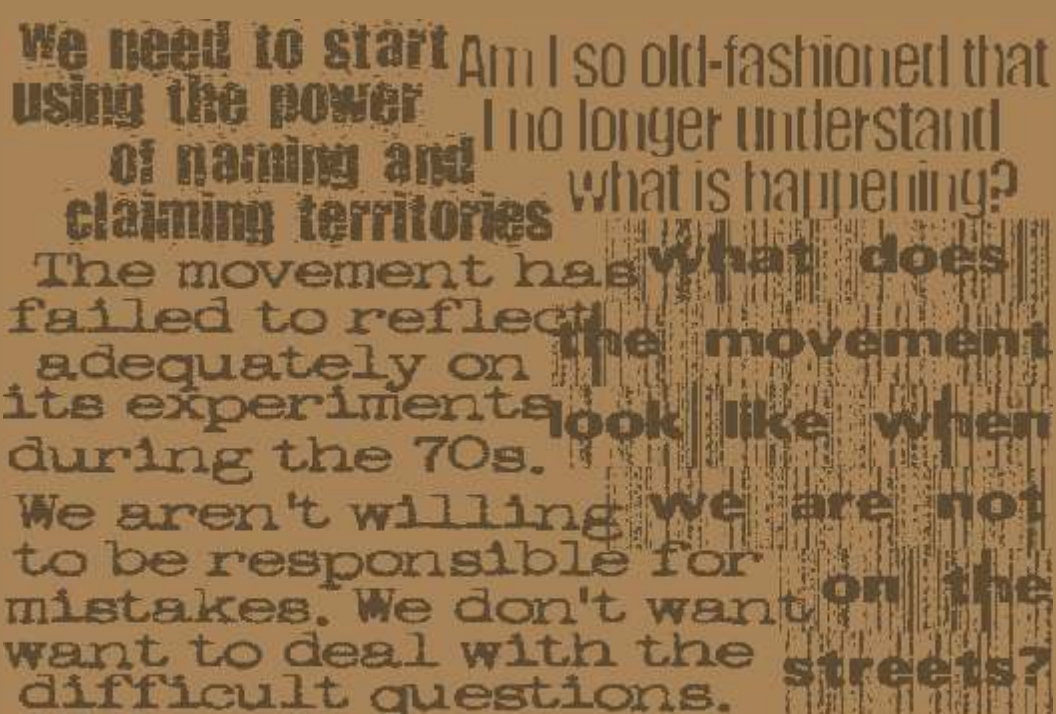 We need to start
using the power
of naming and
claiming territories
Am I so old-fashioned that
I no longer understand
what is happening?
The movement has
failed to reflect
adequately on
its experiments
during the 70s.
We aren't willing
to be responsible for
mistakes. We don't want
want to deal with the
difficult questions.
what does
the movement
look like when
we are not
on the
streets?